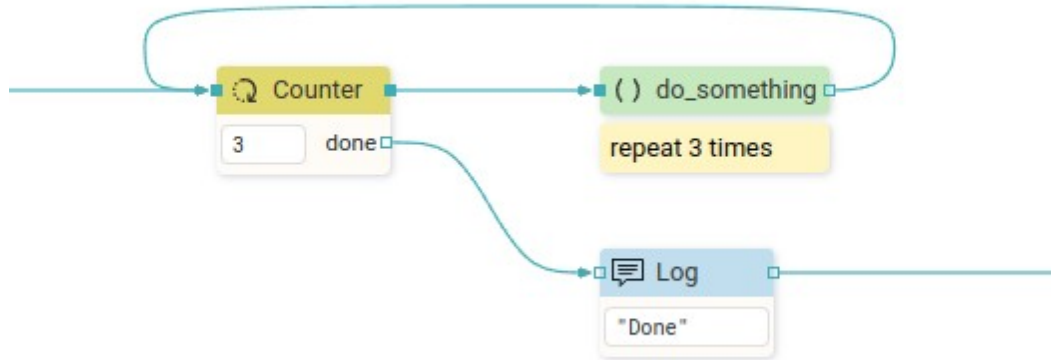 Counter
3
done
( ) do_something
repeat 3 times
Log
"Done"